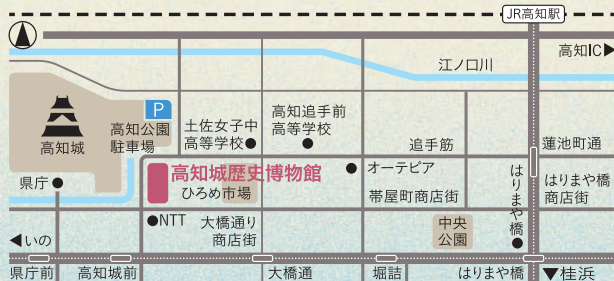 JR高知駅
高知IC▶
江ノ口川
P
高知城
高知公園
駐車場
土佐女子中
高等学校●
高知追手前
高等学校
追手筋
蓮池町通
高知城歴史博物館
ひろめ市場
オーテピア
帯屋町商店街
はりまや橋
はりまや橋
商店街
県庁
NTT
大橋通り
商店街
中央
公園
◀いの
県庁前
高知城前
大橋通
堀詰
はりまや橋
▼桂浜